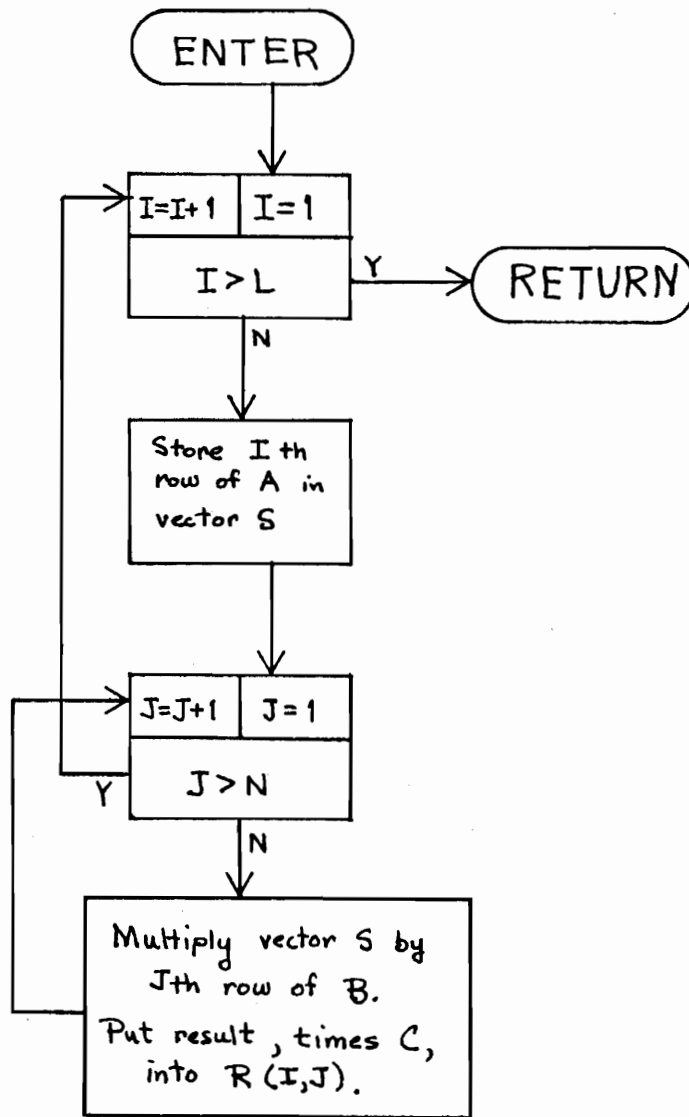 ENTER
I=I+1
I=1
I>L
Y
RETURN
N
Store I th
row of A in
vector S
J=J+1
J=1
J>N
Y
N
Multiply vector S by
Jth row of B.
Put result, times C,
into R(I,J).